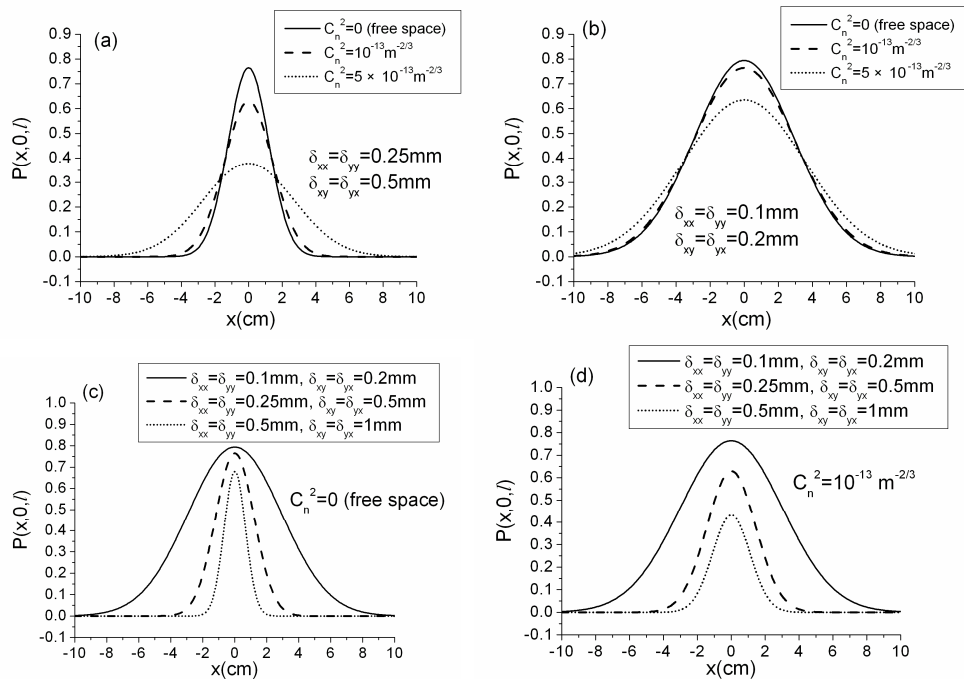 (a)
C_n^2=0 (free space)
C_n^2=10^-13 m^-2/3
C_n^2=5 × 10^-13 m^-2/3
1.0
0.9
0.8
0.7
0.6
0.5
0.4
0.3
0.2
0.1
0.0
-0.1
P(x,0,l)
δ_xx=δ_yy=0.25mm
δ_xy=δ_yx=0.5mm
-10 -8 -6 -4 -2 0 2 4 6 8 10
x(cm)
(b)
C_n^2=0 (free space)
C_n^2=10^-13 m^-2/3
C_n^2=5 × 10^-13 m^-2/3
1.0
0.9
0.8
0.7
0.6
0.5
0.4
0.3
0.2
0.1
0.0
-0.1
P(x,0,l)
δ_xx=δ_yy=0.1mm
δ_xy=δ_yx=0.2mm
-10 -8 -6 -4 -2 0 2 4 6 8 10
x(cm)
(c)
δ_xx=δ_yy=0.1mm, δ_xy=δ_yx=0.2mm
δ_xx=δ_yy=0.25mm, δ_xy=δ_yx=0.5mm
δ_xx=δ_yy=0.5mm, δ_xy=δ_yx=1mm
1.0
0.9
0.8
0.7
0.6
0.5
0.4
0.3
0.2
0.1
0.0
-0.1
P(x,0,l)
C_n^2=0 (free space)
-10 -8 -6 -4 -2 0 2 4 6 8 10
x(cm)
(d)
δ_xx=δ_yy=0.1mm, δ_xy=δ_yx=0.2mm
δ_xx=δ_yy=0.25mm, δ_xy=δ_yx=0.5mm
δ_xx=δ_yy=0.5mm, δ_xy=δ_yx=1mm
1.0
0.9
0.8
0.7
0.6
0.5
0.4
0.3
0.2
0.1
0.0
-0.1
P(x,0,l)
C_n^2=10^-13 m^-2/3
-10 -8 -6 -4 -2 0 2 4 6 8 10
x(cm)